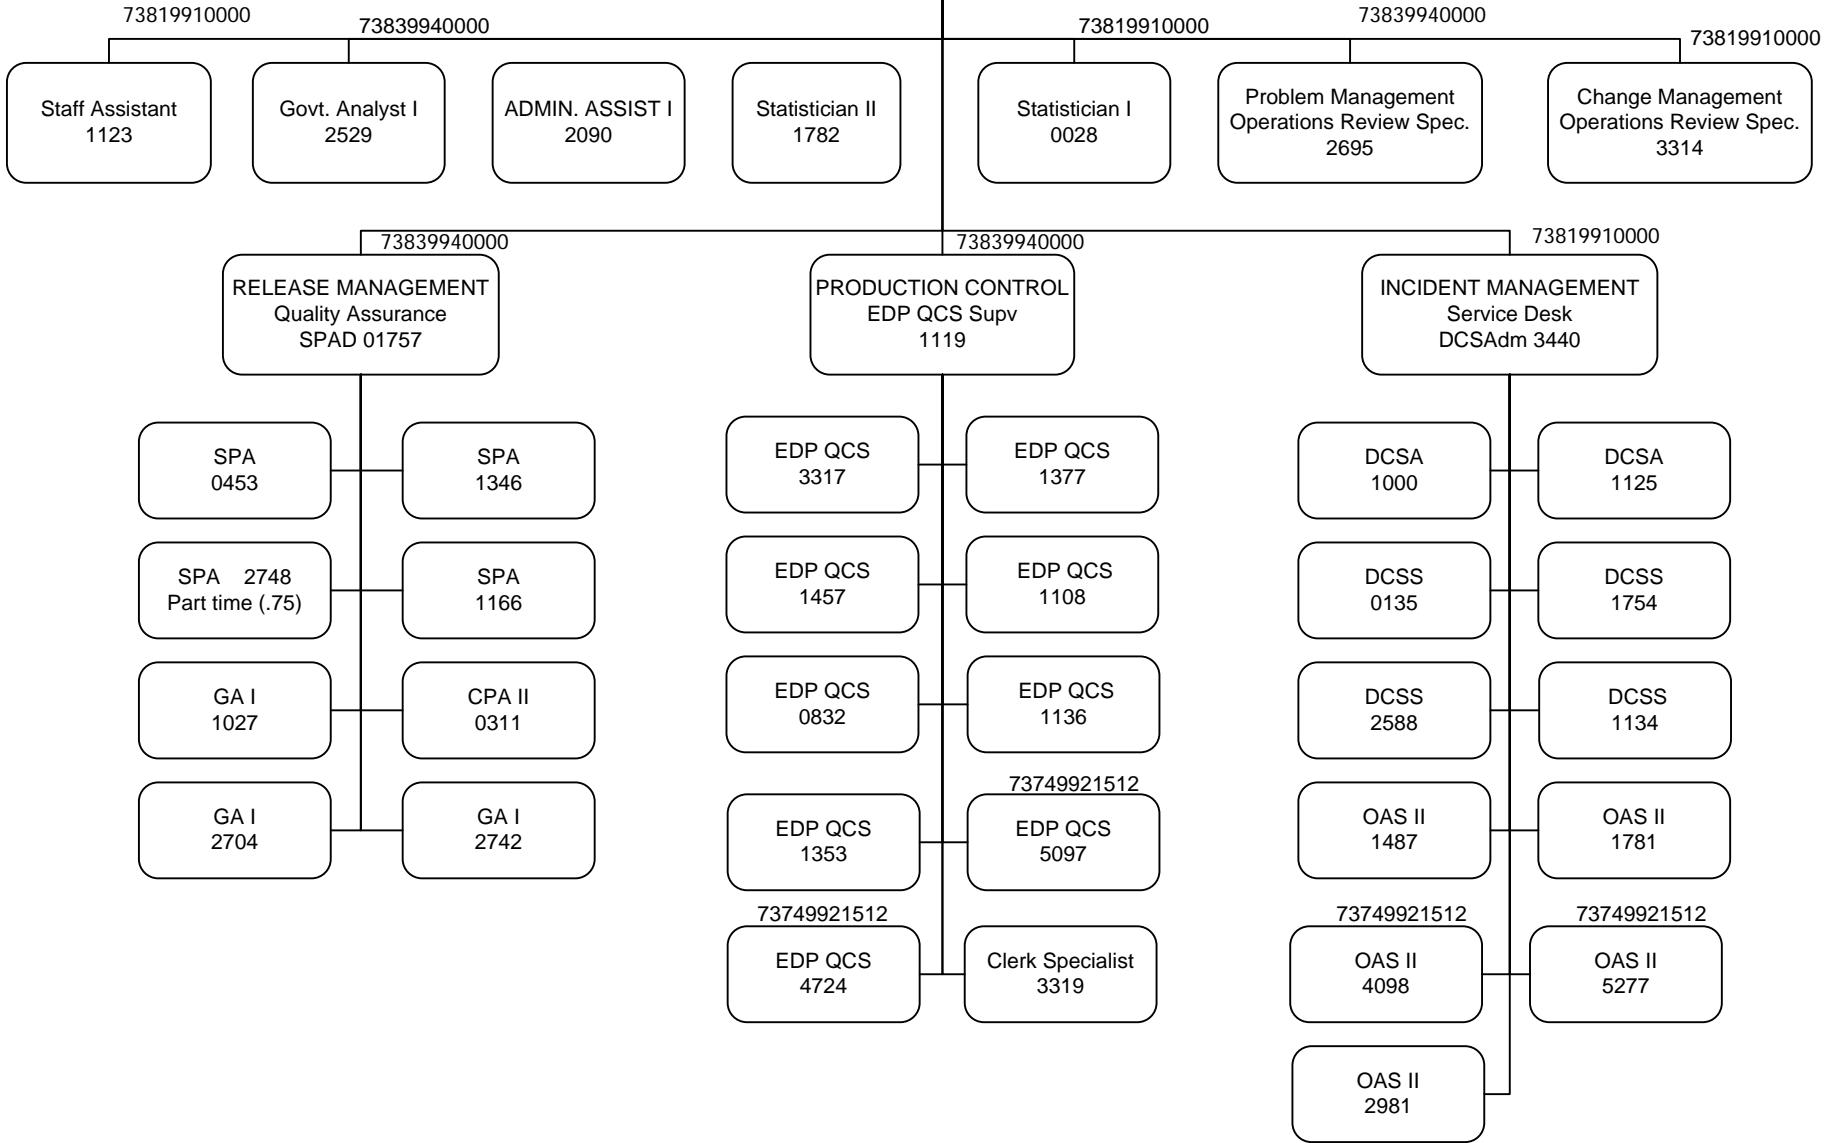 73819910000
73839940000
73819910000
73839940000
73819910000
Staff Assistant
1123
Govt. Analyst I
2529
ADMIN. ASSIST I
2090
Statistician II
1782
Statistician I
0028
Problem Management
Operations Review Spec.
2695
Change Management
Operations Review Spec.
3314
73839940000
RELEASE MANAGEMENT
Quality Assurance
SPAD 01757
SPA
0453
SPA
1346
SPA 2748
Part time (.75)
SPA
1166
GA I
1027
CPA II
0311
GA I
2704
GA I
2742
73839940000
PRODUCTION CONTROL
EDP QCS Supv
1119
EDP QCS
3317
EDP QCS
1377
EDP QCS
1457
EDP QCS
1108
EDP QCS
0832
EDP QCS
1136
EDP QCS
1353
73749921512
EDP QCS
5097
73749921512
EDP QCS
4724
Clerk Specialist
3319
73819910000
INCIDENT MANAGEMENT
Service Desk
DCSAdm 3440
DCSA
1000
DCSA
1125
DCSS
0135
DCSS
1754
DCSS
2588
DCSS
1134
OAS II
1487
OAS II
1781
73749921512
OAS II
4098
73749921512
OAS II
5277
OAS II
2981